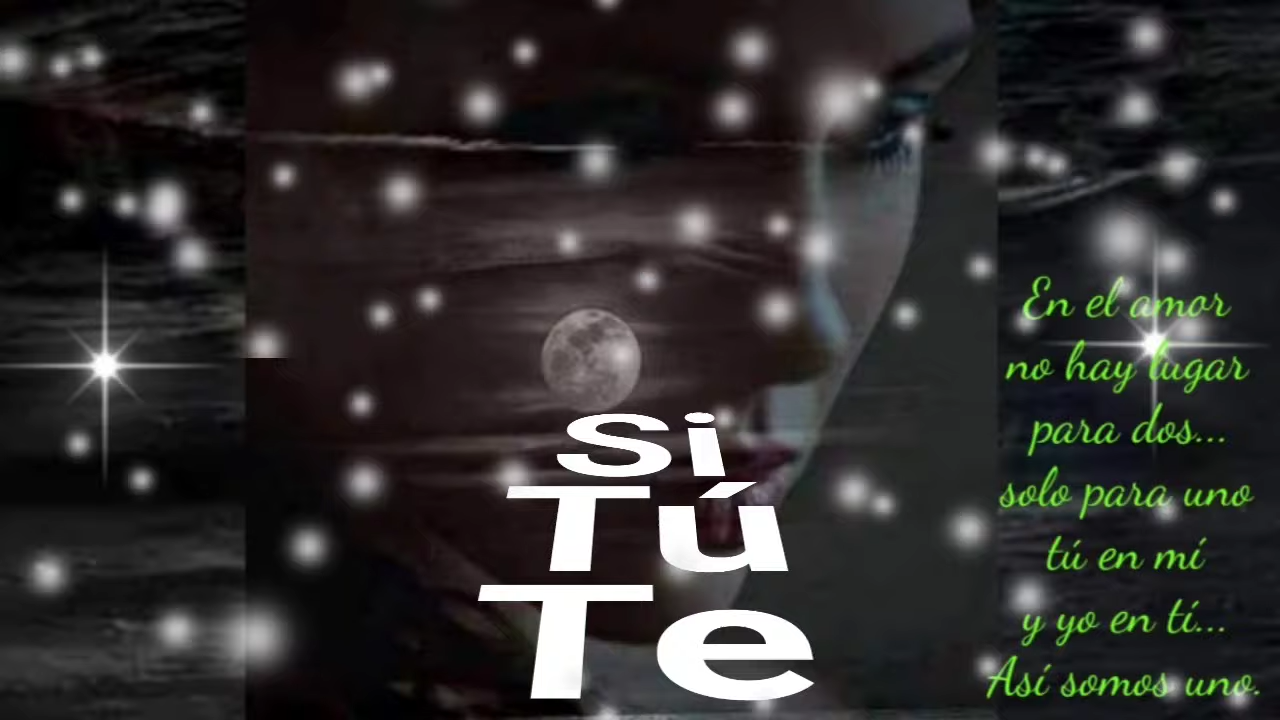 Si
Tú
Te
En el amor
no hay lugar
para dos...
solo para uno
tú en mí
y yo en tí...
Así somos uno.